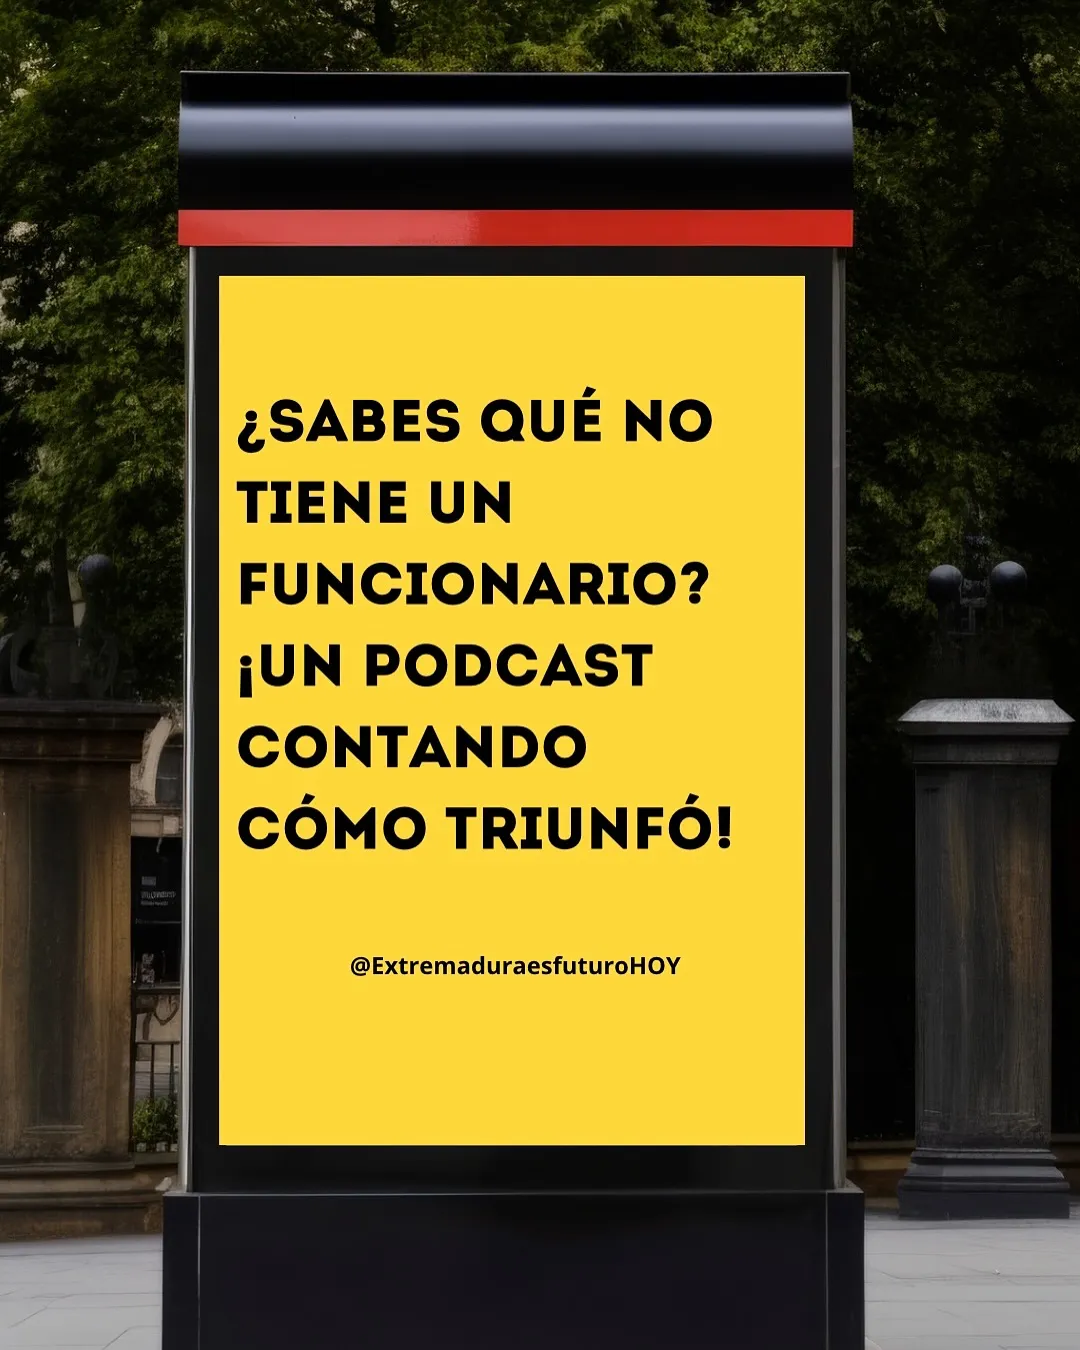 ¿SABES QUÉ NO
TIENE UN
FUNCIONARIO?
¡UN PODCAST
CONTANDO
CÓMO TRIUNFÓ!
@ExtremaduraesfuturoHOY